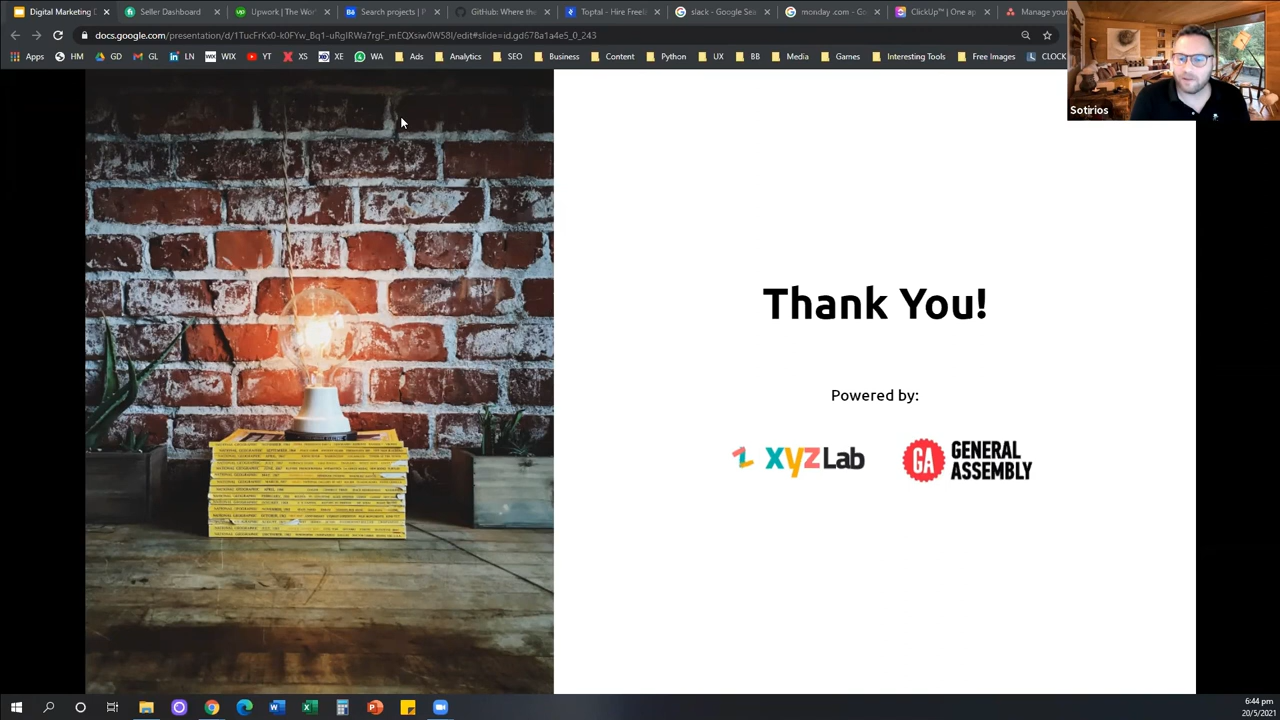 Digital Marketing D
Seller Dashboard
Upwork | The Worl
Search projects | P
GitHub: Where the
Toptal - Hire Freel
slack - Google Sea
monday .com - Go
ClickUp™ | One ap
Manage your
docs.google.com/presentation/d/1TucFrKx0-k0FYw_Bq1-uRglRWa7rgF_mEQXsiw0W58I/edit#slide=id.gd678a1a4e5_0_243
Apps HM GD GL LN WIX YT XS XE WA Ads Analytics SEO Business Content Python UX BB Media Games Interesting Tools Free Images CLOCK
Sotirios
Thank You!
Powered by:
xyzLab
GA GENERAL
ASSEMBLY
6:44 pm
20/5/2021